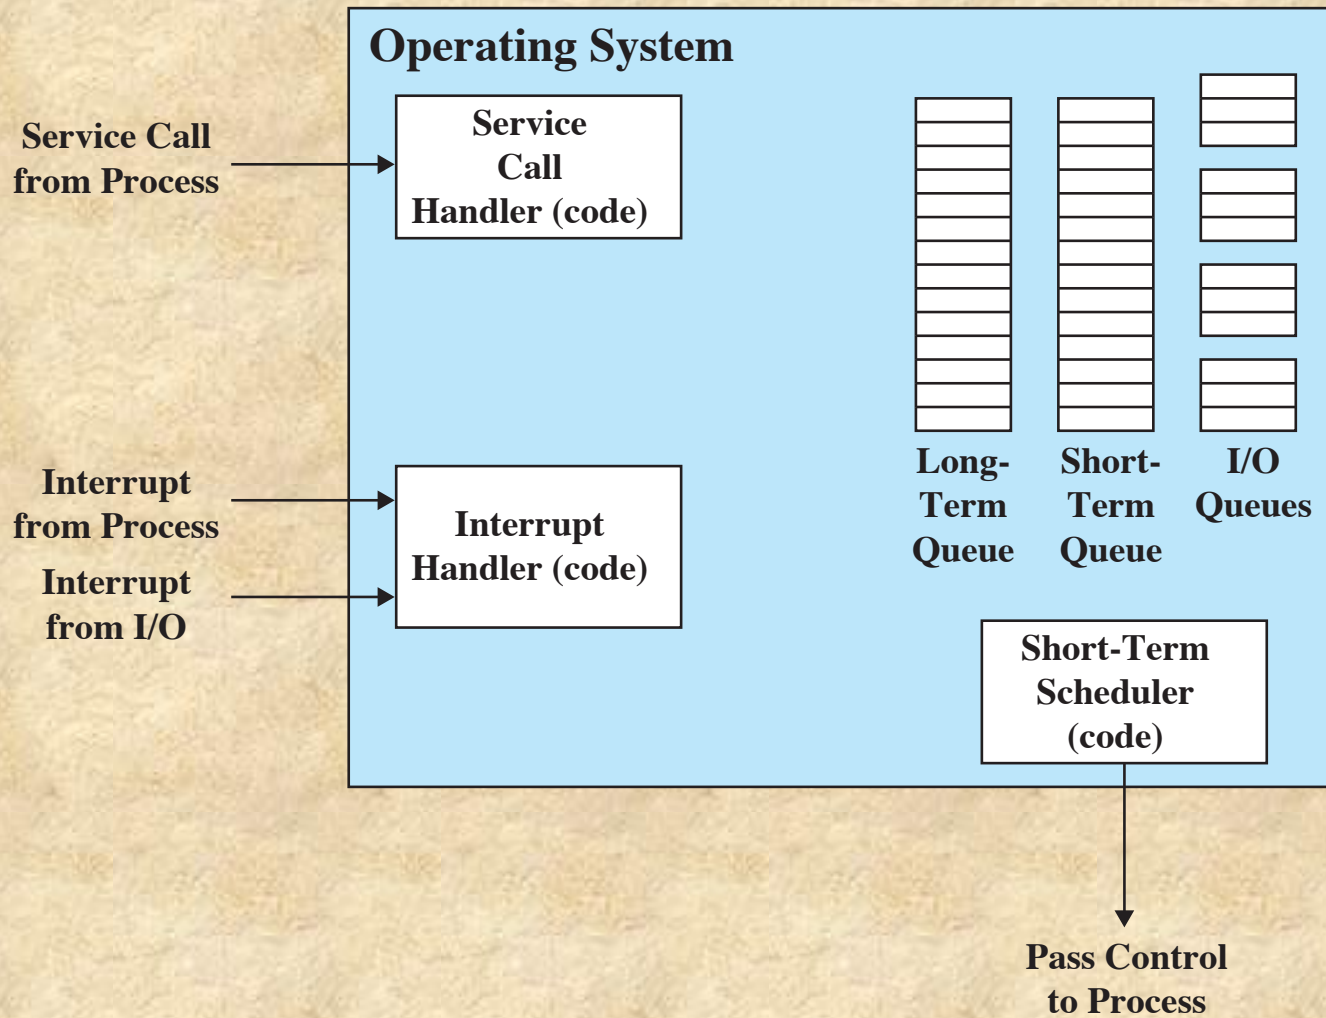 Operating System
Service Call
from Process
Service
Call
Handler (code)
Interrupt
from Process
Interrupt
from I/O
Interrupt
Handler (code)
Long-
Term
Queue
Short-
Term
Queue
I/O
Queues
Short-Term
Scheduler
(code)
Pass Control
to Process